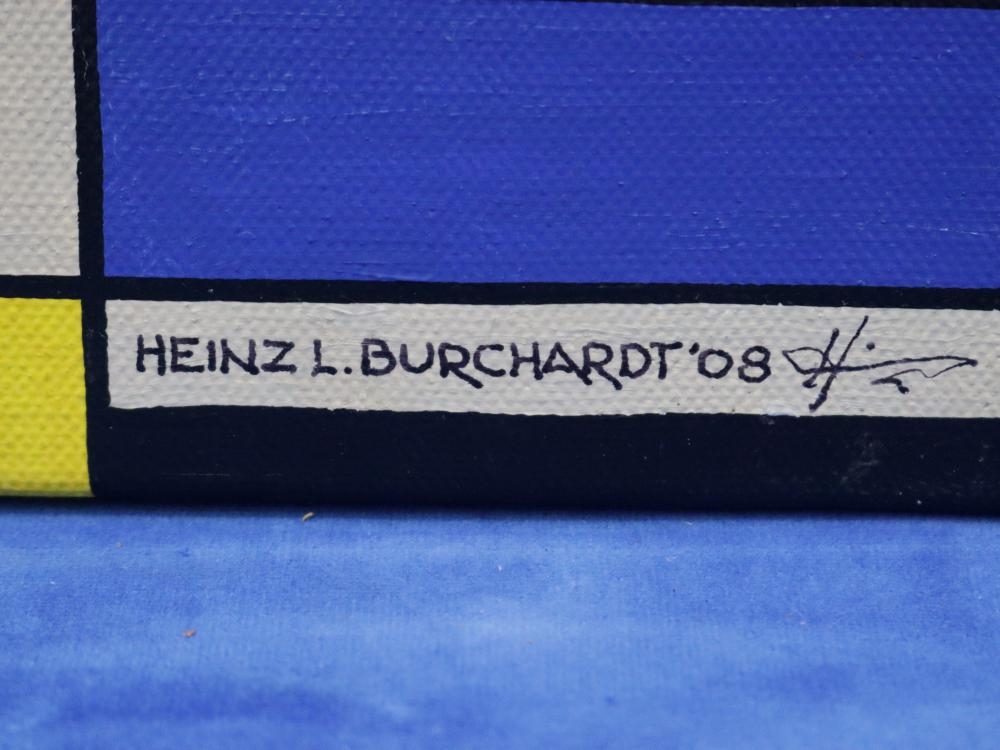 HEINZ L. BURCHARDT '08